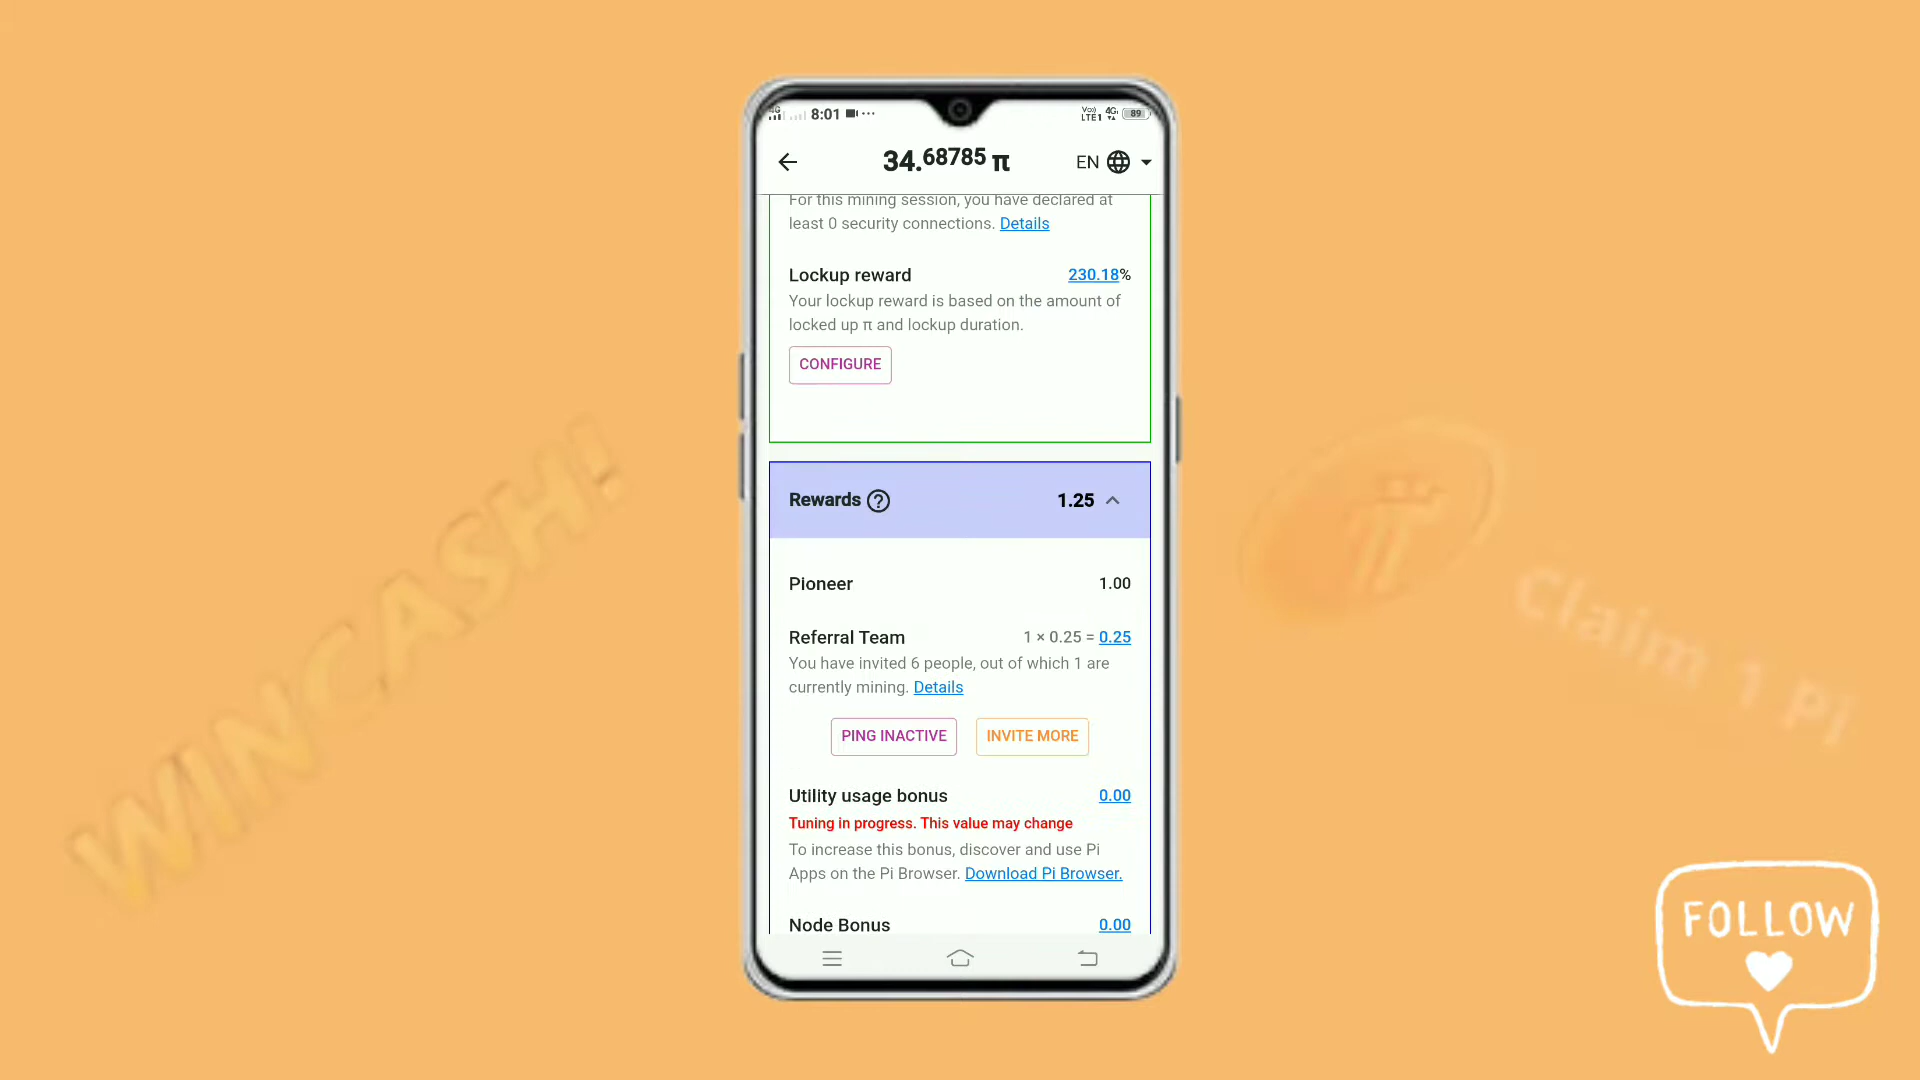 4G 8:01 ··· Vo)) LTE1 4G 89
34.68785 π EN
For this mining session, you have declared at
least 0 security connections. Details
Lockup reward 230.18%
Your lockup reward is based on the amount of
locked up π and lockup duration.
CONFIGURE
Rewards ? 1.25
Pioneer 1.00
Referral Team 1 × 0.25 = 0.25
You have invited 6 people, out of which 1 are
currently mining. Details
PING INACTIVE INVITE MORE
Utility usage bonus 0.00
Tuning in progress. This value may change
To increase this bonus, discover and use Pi
Apps on the Pi Browser. Download Pi Browser.
Node Bonus 0.00
WINCASH!
Claim 1 Pi
FOLLOW